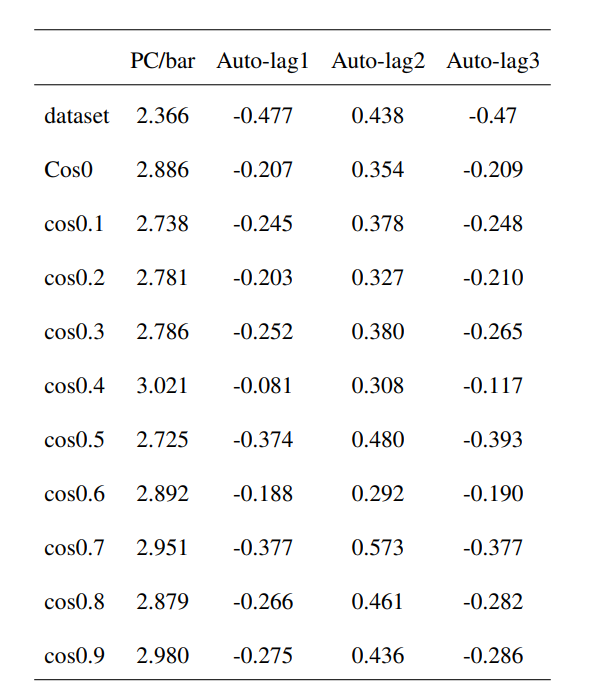 PC/bar Auto-lag1 Auto-lag2 Auto-lag3
dataset 2.366 -0.477 0.438 -0.47
Cos0 2.886 -0.207 0.354 -0.209
cos0.1 2.738 -0.245 0.378 -0.248
cos0.2 2.781 -0.203 0.327 -0.210
cos0.3 2.786 -0.252 0.380 -0.265
cos0.4 3.021 -0.081 0.308 -0.117
cos0.5 2.725 -0.374 0.480 -0.393
cos0.6 2.892 -0.188 0.292 -0.190
cos0.7 2.951 -0.377 0.573 -0.377
cos0.8 2.879 -0.266 0.461 -0.282
cos0.9 2.980 -0.275 0.436 -0.286